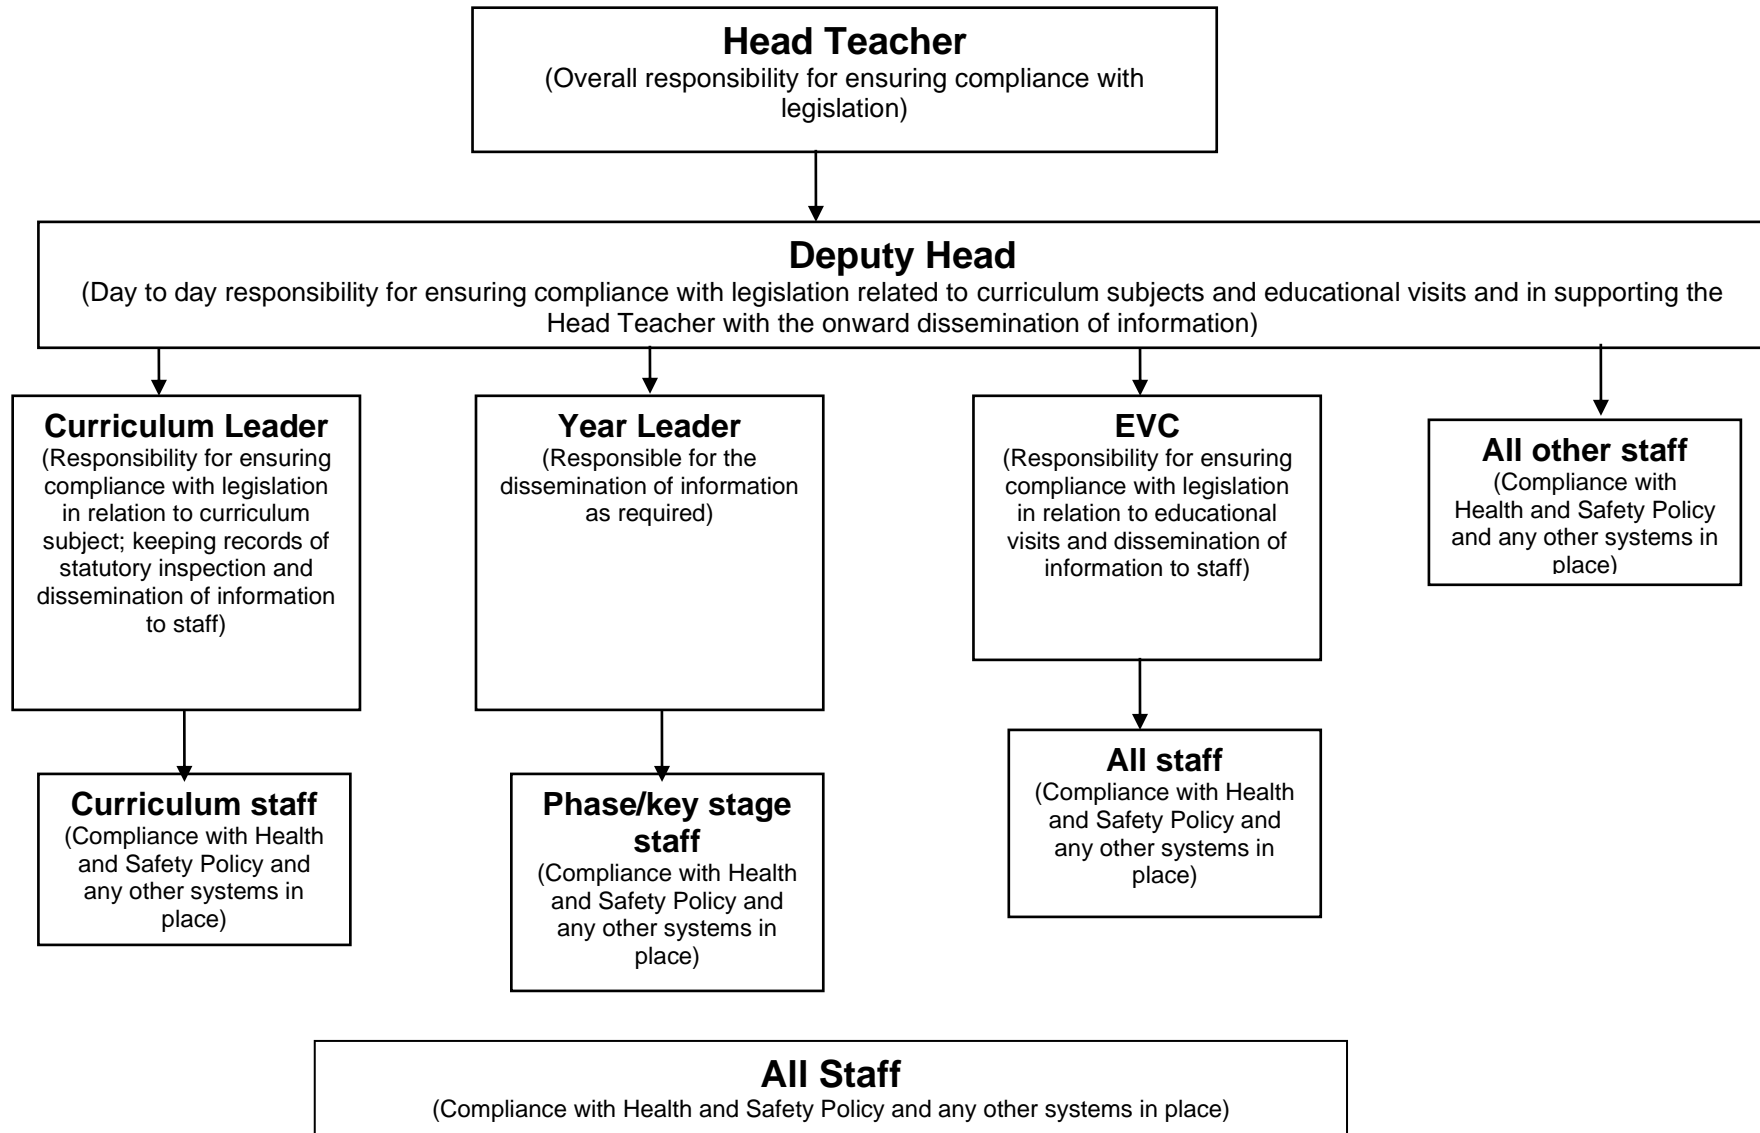 Head Teacher
(Overall responsibility for ensuring compliance with
legislation)
Deputy Head
(Day to day responsibility for ensuring compliance with legislation related to curriculum subjects and educational visits and in supporting the
Head Teacher with the onward dissemination of information)
Curriculum Leader
(Responsibility for ensuring
compliance with legislation
in relation to curriculum
subject; keeping records of
statutory inspection and
dissemination of information
to staff)
Year Leader
(Responsible for the
dissemination of information
as required)
EVC
(Responsibility for ensuring
compliance with legislation
in relation to educational
visits and dissemination of
information to staff)
All other staff
(Compliance with
Health and Safety Policy
and any other systems in
place)
Curriculum staff
(Compliance with Health
and Safety Policy and
any other systems in
place)
Phase/key stage
staff
(Compliance with Health
and Safety Policy and
any other systems in
place)
All staff
(Compliance with Health
and Safety Policy and
any other systems in
place)
All Staff
(Compliance with Health and Safety Policy and any other systems in place)